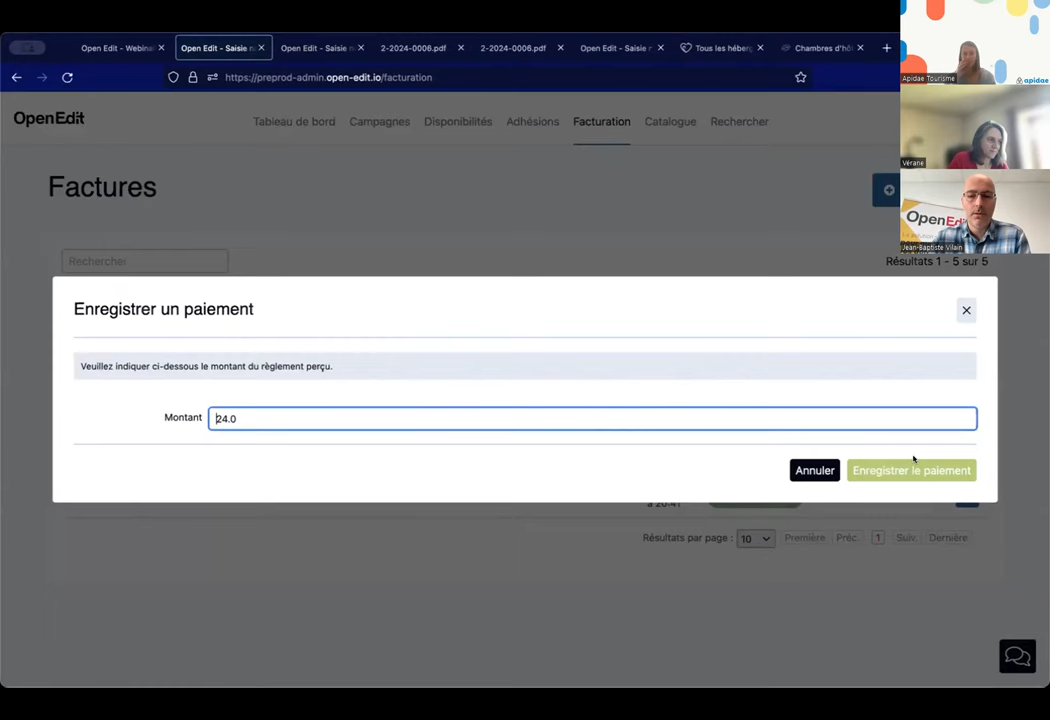 Open Edit - Webinai
Open Edit - Saisie n
Open Edit - Saisie n
2-2024-0006.pdf
2-2024-0006.pdf
Open Edit - Saisie n
Tous les héberg
Chambres d'hô
https://preprod-admin.open-edit.io/facturation
Apidae Tourisme
apidae
OpenEdit
Tableau de bord
Campagnes
Disponibilités
Adhésions
Facturation
Catalogue
Rechercher
Vérane
Factures
OpenEd
Jean-Baptiste Vilain
Rechercher
Résultats 1 - 5 sur 5
Enregistrer un paiement
Veuillez indiquer ci-dessous le montant du règlement perçu.
Montant
24.0
Annuler
Enregistrer le paiement
Résultats par page :
10
Première
Préc.
1
Suiv.
Dernière